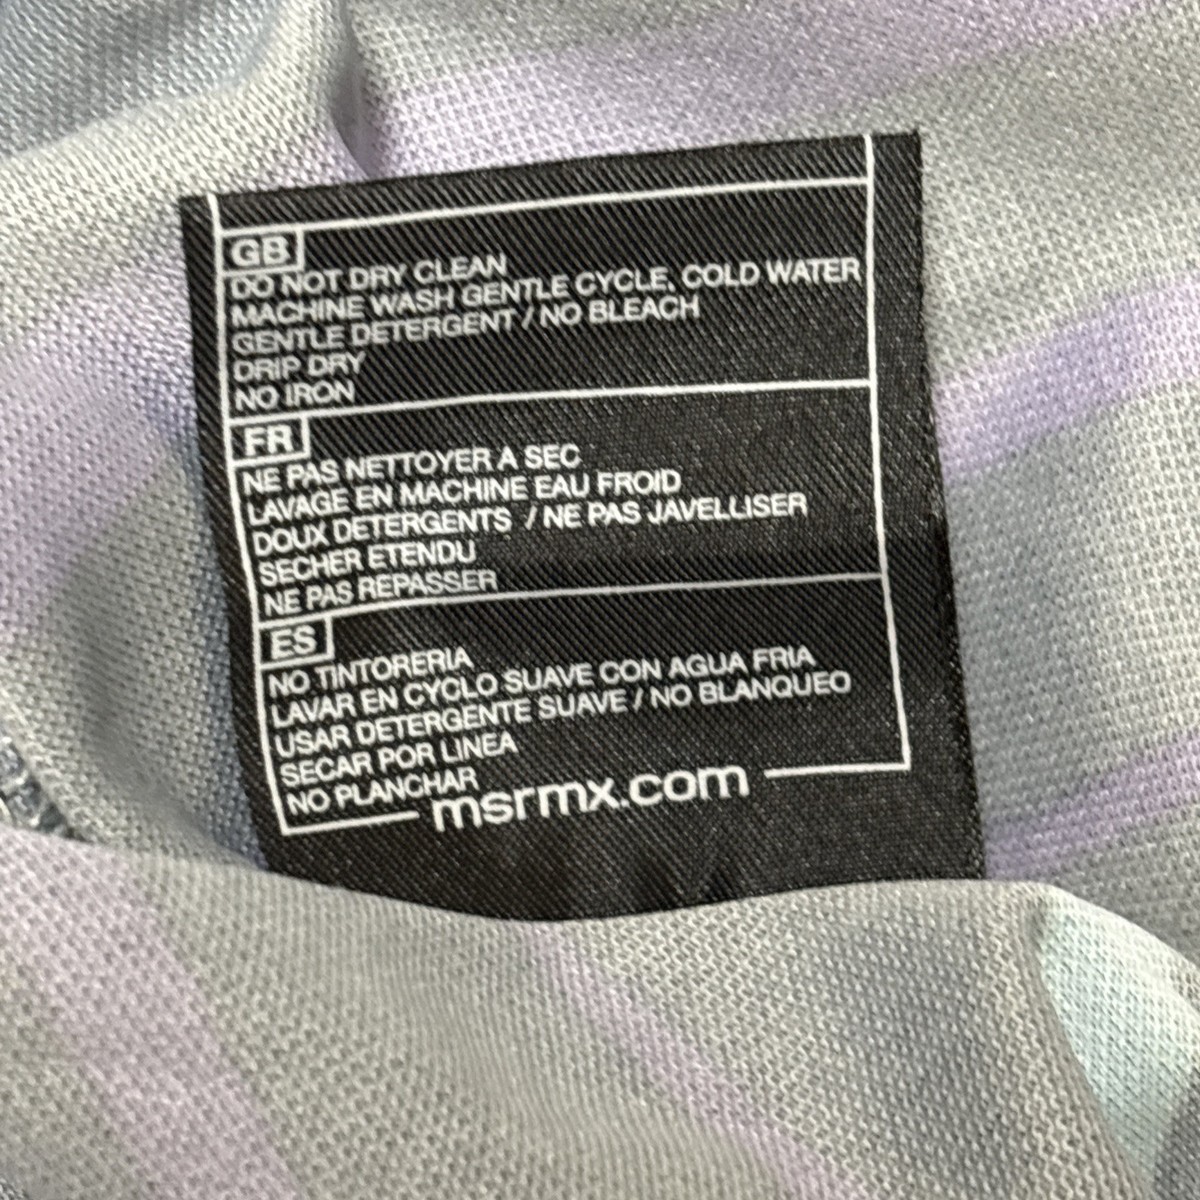 GB
DO NOT DRY CLEAN
MACHINE WASH GENTLE CYCLE, COLD WATER
GENTLE DETERGENT / NO BLEACH
DRIP DRY
NO IRON
FR
NE PAS NETTOYER A SEC
LAVAGE EN MACHINE EAU FROID
DOUX DETERGENTS / NE PAS JAVELLISER
SECHER ETENDU
NE PAS REPASSER
ES
NO TINTORERIA
LAVAR EN CYCLO SUAVE CON AGUA FRIA
USAR DETERGENTE SUAVE / NO BLANQUEO
SECAR POR LINEA
NO PLANCHAR
msrmx.com